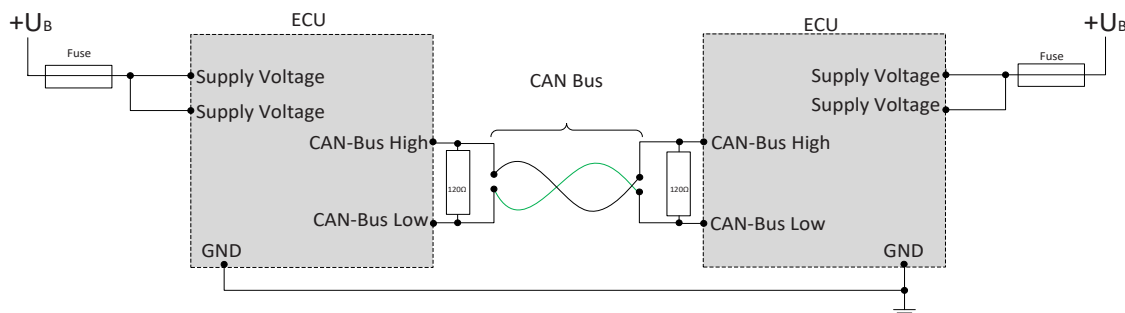 ECU
ECU
+UB
+UB
Fuse
Fuse
Supply Voltage
Supply Voltage
Supply Voltage
Supply Voltage
CAN Bus
CAN-Bus High
CAN-Bus High
120Ω
120Ω
CAN-Bus Low
CAN-Bus Low
GND
GND